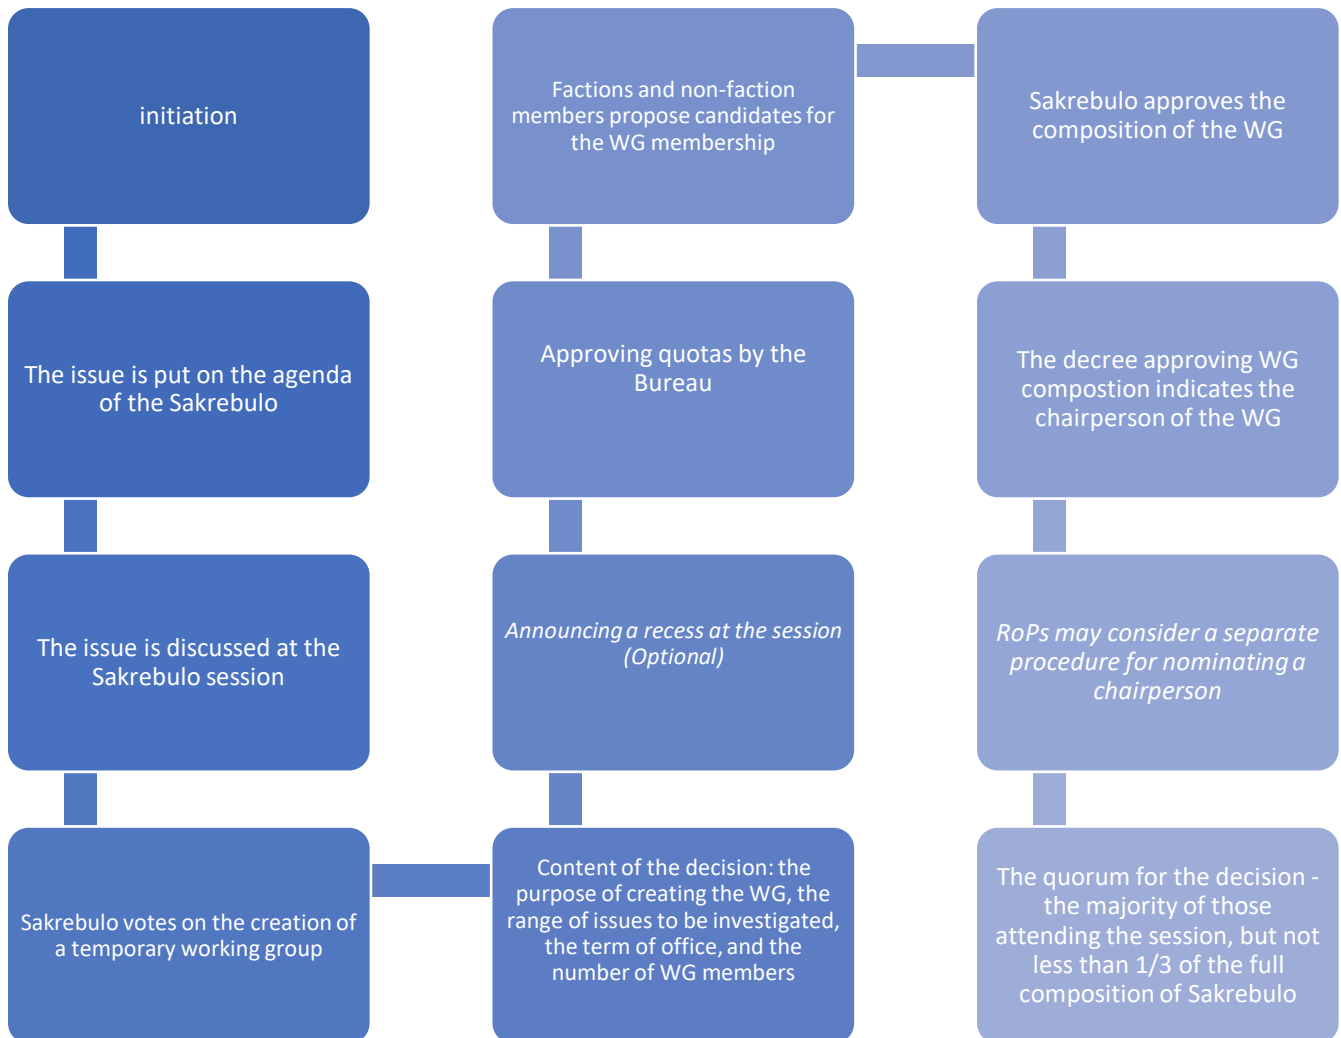 initiation
The issue is put on the agenda
of the Sakrebulo
The issue is discussed at the
Sakrebulo session
Sakrebulo votes on the creation of
a temporary working group
Content of the decision: the
purpose of creating the WG, the
range of issues to be investigated,
the term of office, and the
number of WG members
Announcing a recess at the session
(Optional)
Approving quotas by the
Bureau
Factions and non-faction
members propose candidates for
the WG membership
Sakrebulo approves the
composition of the WG
The decree approving WG
compostion indicates the
chairperson of the WG
RoPs may consider a separate
procedure for nominating a
chairperson
The quorum for the decision -
the majority of those
attending the session, but not
less than 1/3 of the full
composition of Sakrebulo